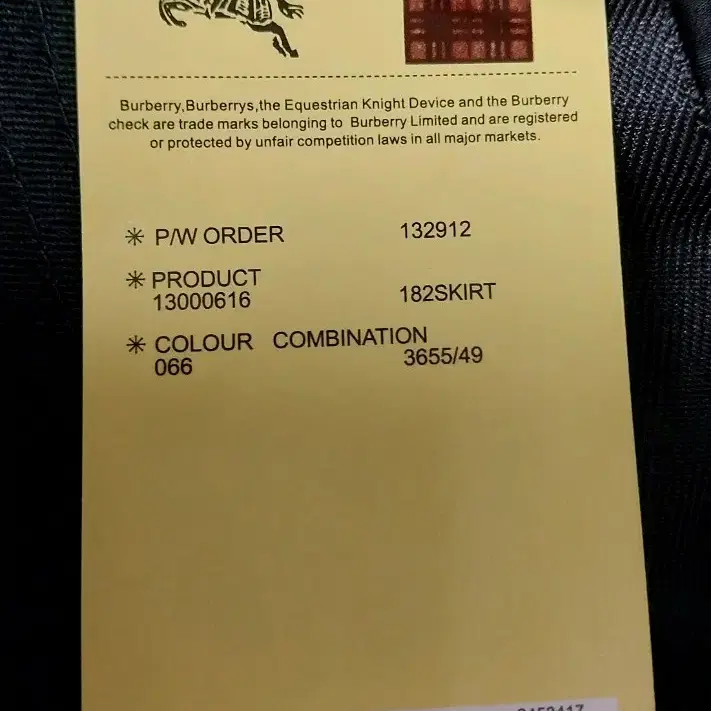 Burberry,Burberrys,the Equestrian Knight Device and the Burberry
check are trade marks belonging to Burberry Limited and are registered
or protected by unfair competition laws in all major markets.
✳ P/W ORDER 132912
✳ PRODUCT
13000616 182SKIRT
✳ COLOUR COMBINATION
066 3655/49